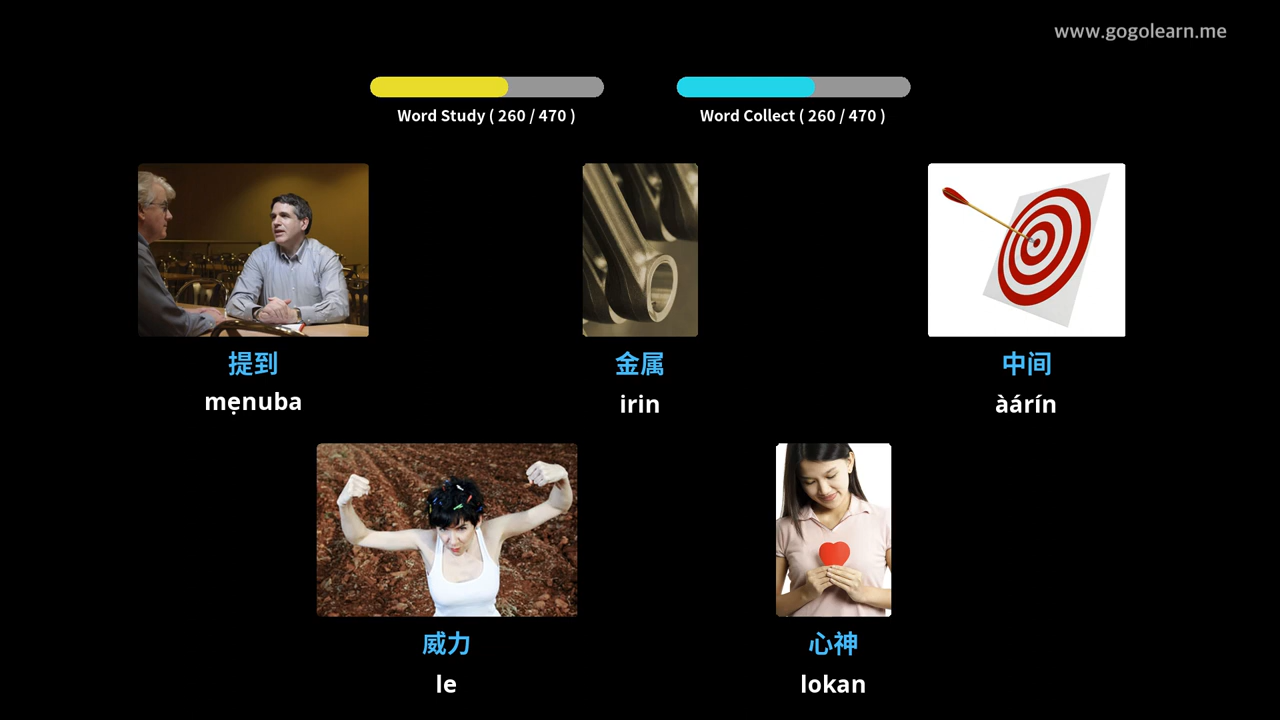 www.gogolearn.me
Word Study ( 260 / 470 )
Word Collect ( 260 / 470 )
提到
mẹnuba
金属
irin
中间
àárín
威力
le
心神
lokan